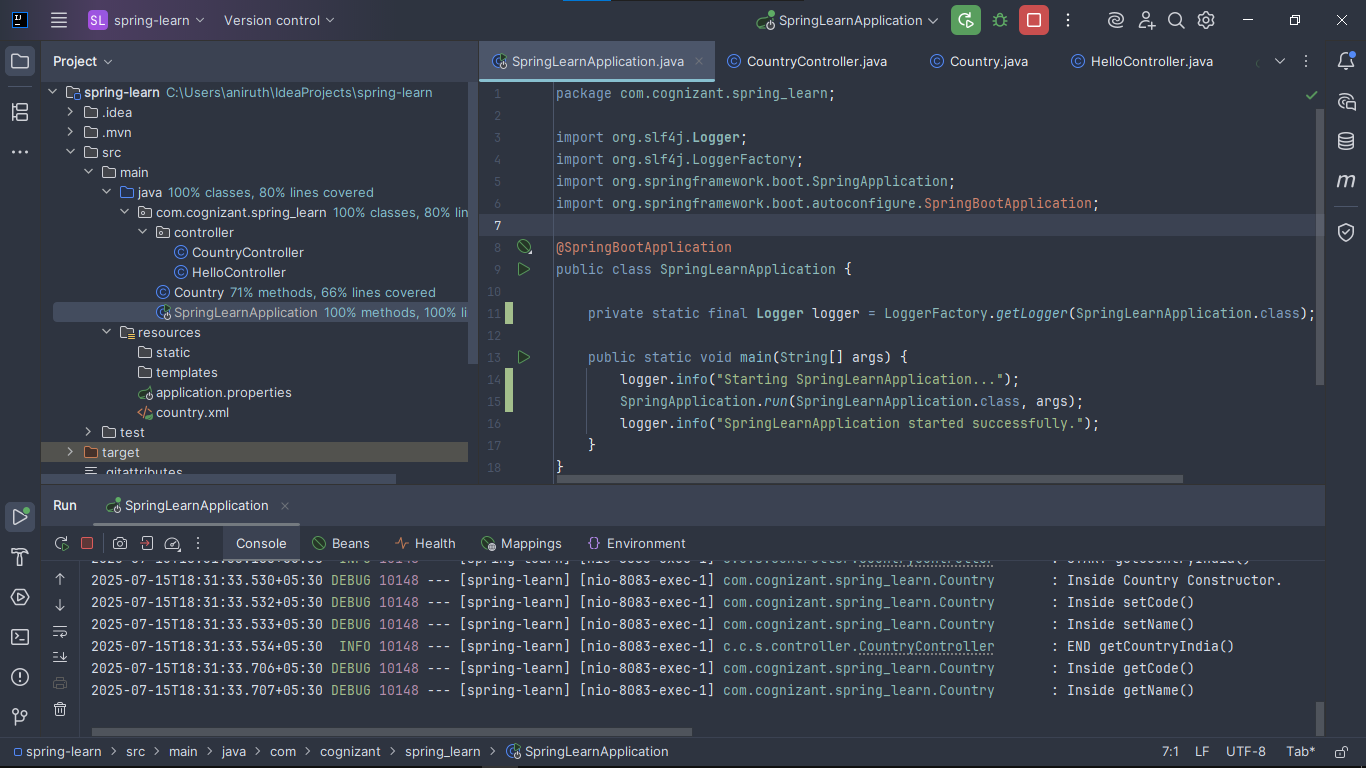 SL spring-learn Version control SpringLearnApplication
Project
spring-learn C:\Users\aniruth\IdeaProjects\spring-learn
.idea
.mvn
src
main
java 100% classes, 80% lines covered
com.cognizant.spring_learn 100% classes, 80% lin
controller
CountryController
HelloController
Country 71% methods, 66% lines covered
SpringLearnApplication 100% methods, 100% li
resources
static
templates
application.properties
country.xml
test
target
.gitattributes
SpringLearnApplication.java CountryController.java Country.java HelloController.java
1 package com.cognizant.spring_learn;
2
3 import org.slf4j.Logger;
4 import org.slf4j.LoggerFactory;
5 import org.springframework.boot.SpringApplication;
6 import org.springframework.boot.autoconfigure.SpringBootApplication;
7
8 @SpringBootApplication
9 public class SpringLearnApplication {
10
11 private static final Logger logger = LoggerFactory.getLogger(SpringLearnApplication.class);
12
13 public static void main(String[] args) {
14 logger.info("Starting SpringLearnApplication...");
15 SpringApplication.run(SpringLearnApplication.class, args);
16 logger.info("SpringLearnApplication started successfully.");
17 }
18 }
m
Run SpringLearnApplication
Console Beans Health Mappings Environment
2025-07-15T18:31:33.530+05:30 DEBUG 10148 --- [spring-learn] [nio-8083-exec-1] com.cognizant.spring_learn.Country : Inside Country Constructor.
2025-07-15T18:31:33.532+05:30 DEBUG 10148 --- [spring-learn] [nio-8083-exec-1] com.cognizant.spring_learn.Country : Inside setCode()
2025-07-15T18:31:33.533+05:30 DEBUG 10148 --- [spring-learn] [nio-8083-exec-1] com.cognizant.spring_learn.Country : Inside setName()
2025-07-15T18:31:33.534+05:30 INFO 10148 --- [spring-learn] [nio-8083-exec-1] c.c.s.controller.CountryController : END getCountryIndia()
2025-07-15T18:31:33.706+05:30 DEBUG 10148 --- [spring-learn] [nio-8083-exec-1] com.cognizant.spring_learn.Country : Inside getCode()
2025-07-15T18:31:33.707+05:30 DEBUG 10148 --- [spring-learn] [nio-8083-exec-1] com.cognizant.spring_learn.Country : Inside getName()
spring-learn > src > main > java > com > cognizant > spring_learn > SpringLearnApplication 7:1 LF UTF-8 Tab*